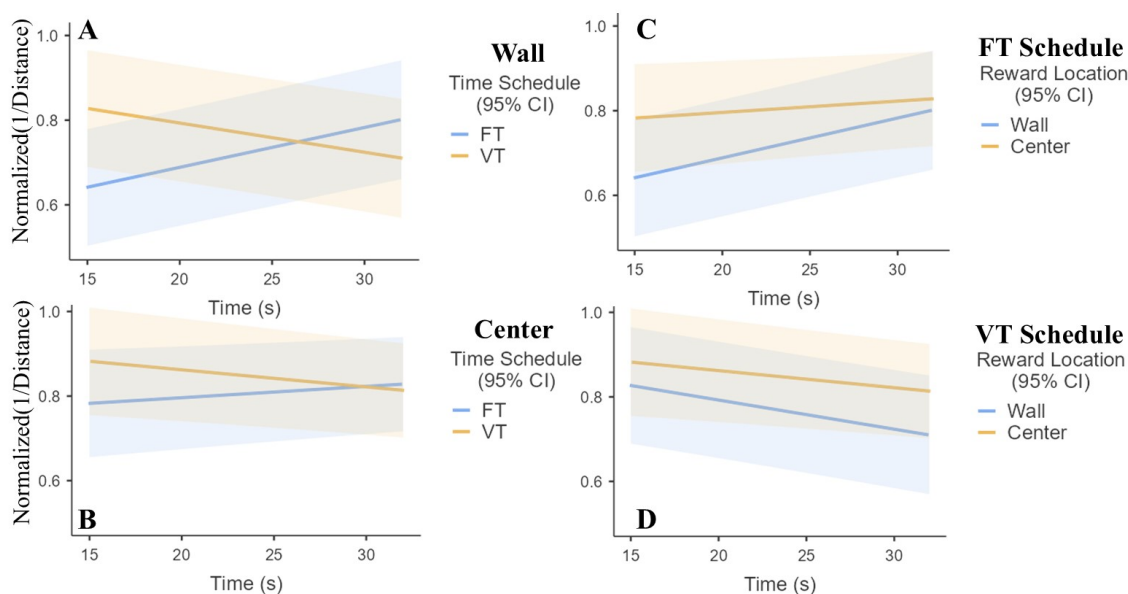 A
1.0
0.8
0.6
Normalized(1/Distance)
15 20 25 30
Time (s)
Wall
Time Schedule
(95% CI)
FT
VT
C
1.0
0.8
0.6
15 20 25 30
Time (s)
FT Schedule
Reward Location
(95% CI)
Wall
Center
B
1.0
0.8
0.6
Normalized(1/Distance)
15 20 25 30
Time (s)
Center
Time Schedule
(95% CI)
FT
VT
D
1.0
0.8
0.6
15 20 25 30
Time (s)
VT Schedule
Reward Location
(95% CI)
Wall
Center